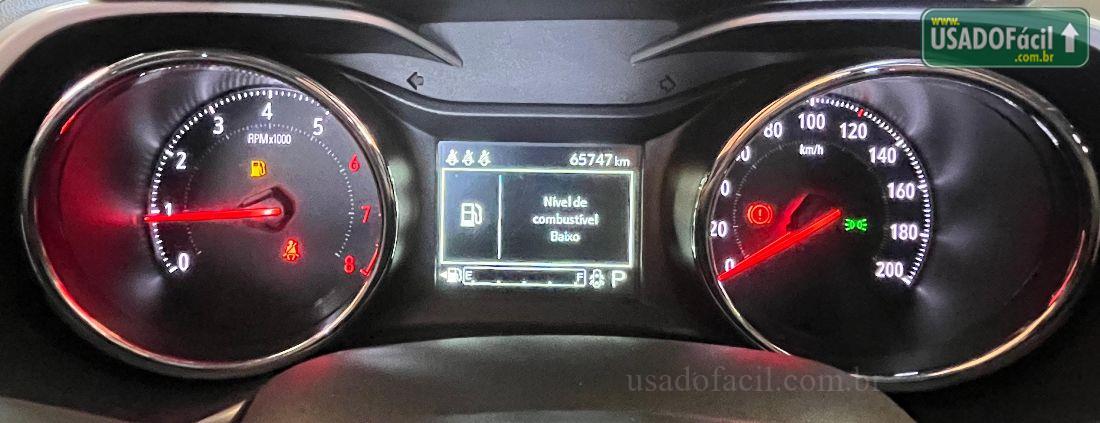 www.
USADOFácil
.com.br
0
1
2
3
4
5
6
7
8
RPMx1000
65747 km
Nível de
combustível
Baixo
E
F
P
0
20
80
100
120
140
160
180
200
km/h
usadofacil.com.br